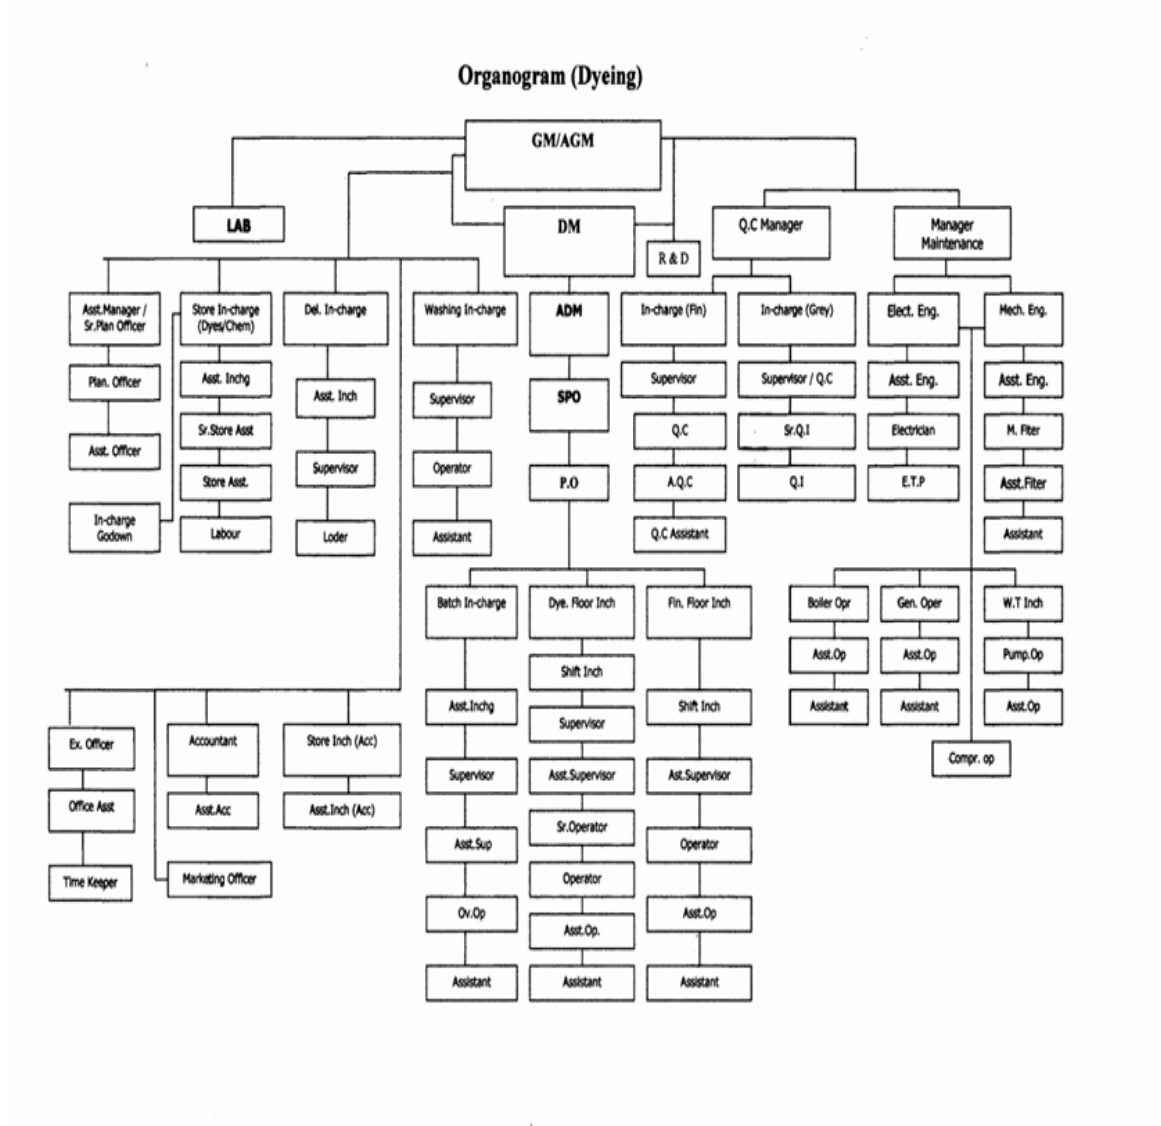 Organogram (Dyeing)
GM/AGM
LAB
DM
R & D
Q.C Manager
Manager
Maintenance
Asst.Manager /
Sr.Plan Officer
Store In-charge
(Dyes/Chem)
Del. In-charge
Washing In-charge
ADM
In-charge (Fin)
In-charge (Grey)
Elect. Eng.
Mech. Eng.
Plan. Officer
Asst. Inchg
Asst. Inch
Supervisor
SPO
Supervisor
Supervisor / Q.C
Asst. Eng.
Asst. Eng.
Asst. Officer
Sr.Store Asst
Q.C
Sr.Q.I
Electrician
M. Fiter
Store Asst.
Supervisor
Operator
P.O
A.Q.C
Q.I
E.T.P
Asst.Fiter
In-charge
Godown
Labour
Loder
Assistant
Q.C Assistant
Assistant
Batch In-charge
Dye. Floor Inch
Fin. Floor Inch
Boiler Opr
Gen. Oper
W.T Inch
Shift Inch
Asst.Op
Asst.Op
Pump.Op
Asst.Inchg
Supervisor
Shift Inch
Assistant
Assistant
Asst.Op
Ex. Officer
Accountant
Store Inch (Acc)
Compr. op
Supervisor
Asst.Supervisor
Ast.Supervisor
Office Asst
Asst.Acc
Asst.Inch (Acc)
Asst.Sup
Sr.Operator
Operator
Time Keeper
Marketing Officer
Operator
Ov.Op
Asst.Op.
Asst.Op
Assistant
Assistant
Assistant